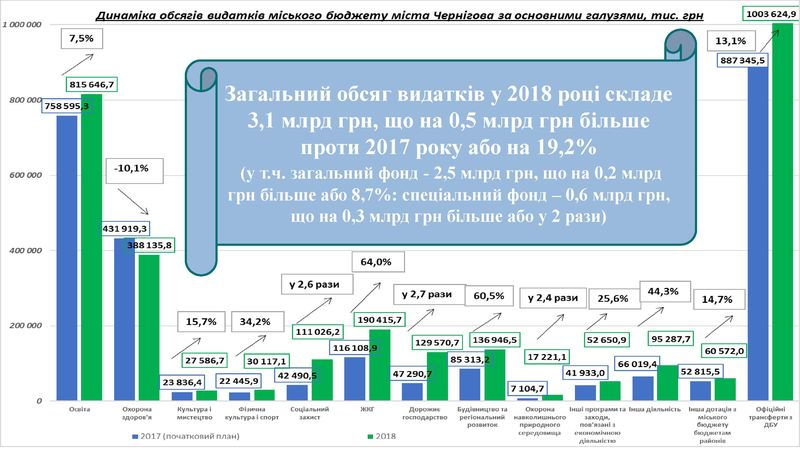 Динаміка обсягів видатків міського бюджету міста Чернігова за основними галузями, тис. грн
Загальний обсяг видатків у 2018 році складе
3,1 млрд грн, що на 0,5 млрд грн більше
проти 2017 року або на 19,2%
(у т.ч. загальний фонд - 2,5 млрд грн, що на 0,2 млрд
грн більше або 8,7%: спеціальний фонд – 0,6 млрд грн,
що на 0,3 млрд грн більше або у 2 рази)
1 000 000
800 000
600 000
400 000
200 000
0
7,5%
815 646,7
758 595,3
-10,1%
431 919,3
388 135,8
15,7%
27 586,7
23 836,4
34,2%
30 117,1
22 445,9
у 2,6 рази
111 026,2
42 490,5
64,0%
190 415,7
116 108,9
у 2,7 рази
129 570,7
47 290,7
60,5%
136 946,5
85 313,2
у 2,4 рази
17 221,1
7 104,7
25,6%
52 650,9
41 933,0
44,3%
95 287,7
66 019,4
14,7%
60 572,0
52 815,5
13,1%
1003 624,9
887 345,5
Освіта
Охорона
здоров'я
Культура і
мистецтво
Фізична
культура і спорт
Соціальний
захист
ЖКГ
Дорожнє
господарство
Будівництво та
регіональний
розвиток
Охорона
навколишнього
природного
середовища
Інші програми та
заходи,
пов'язані з
економічною
діяльністю
Інша діяльність
Інша дотація з
міського
бюджету
бюджетам
районів
Офіційні
трансферти з
ДБУ
2017 (початковий план)
2018